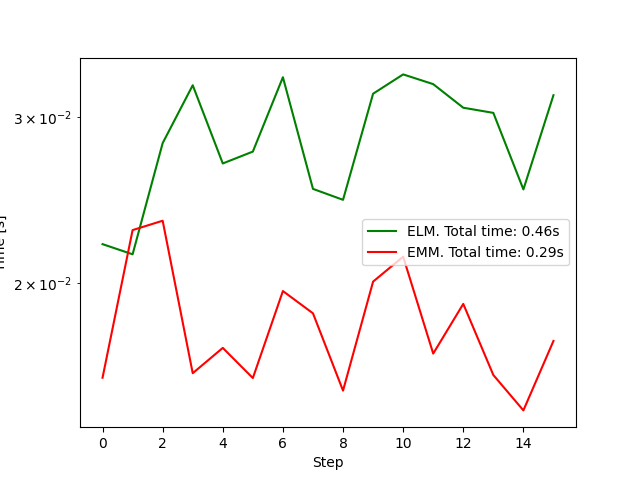 3 × 10⁻²
2 × 10⁻²
Time [s]
ELM. Total time: 0.46s
EMM. Total time: 0.29s
0 2 4 6 8 10 12 14
Step